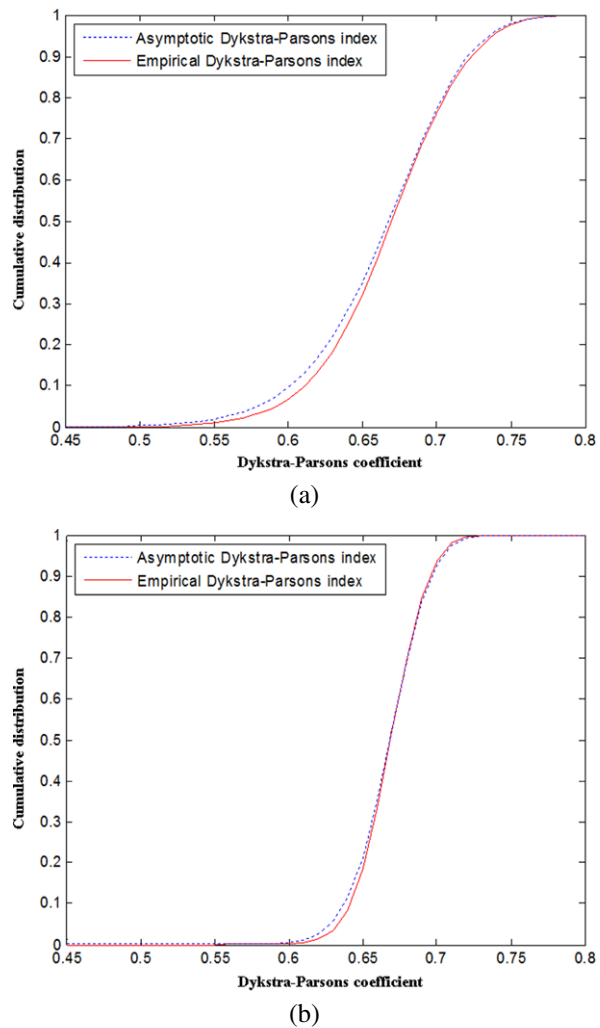 1
0.9
0.8
0.7
0.6
0.5
0.4
0.3
0.2
0.1
0
Cumulative distribution
Asymptotic Dykstra-Parsons index
Empirical Dykstra-Parsons index
0.45 0.5 0.55 0.6 0.65 0.7 0.75 0.8
Dykstra-Parsons coefficient
(a)
1
0.9
0.8
0.7
0.6
0.5
0.4
0.3
0.2
0.1
0
Cumulative distribution
Asymptotic Dykstra-Parsons index
Empirical Dykstra-Parsons index
0.45 0.5 0.55 0.6 0.65 0.7 0.75 0.8
Dykstra-Parsons coefficient
(b)